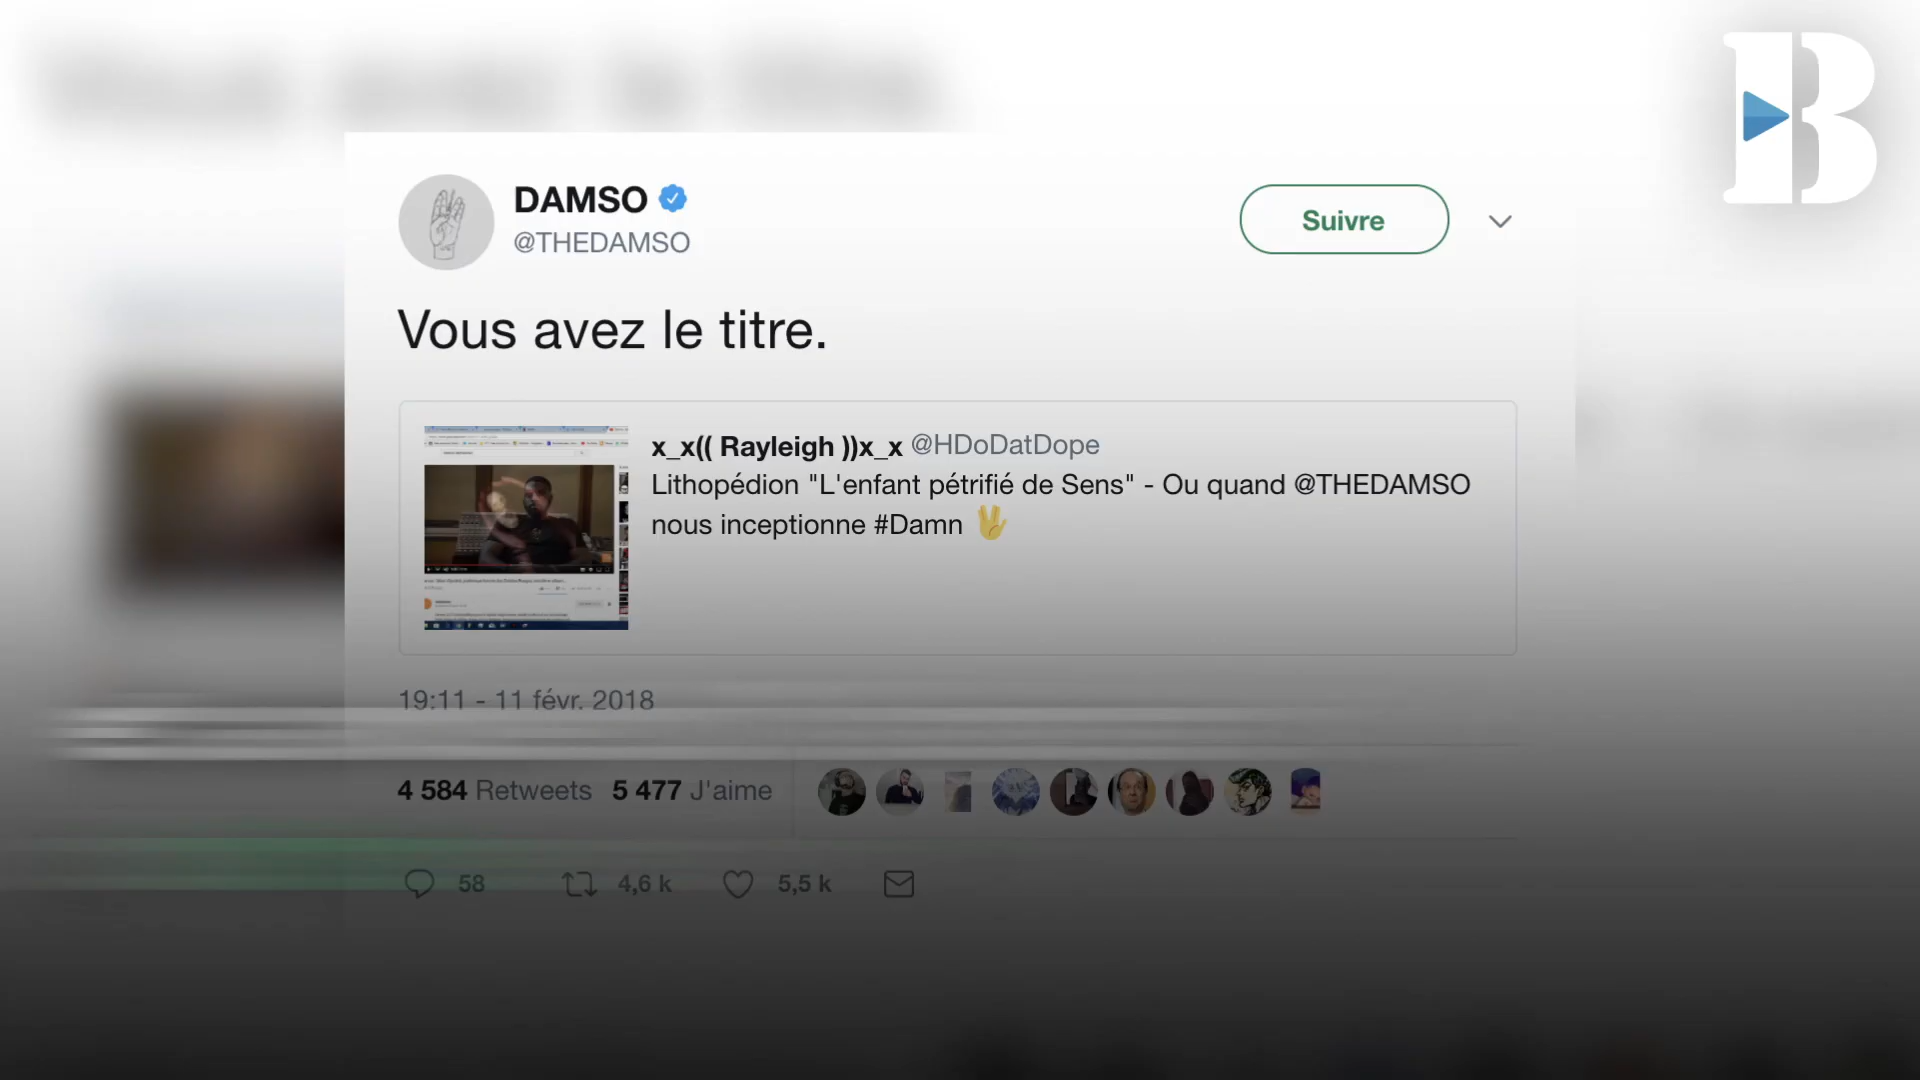 DAMSO
@THEDAMSO
Suivre
Vous avez le titre.
x_x(( Rayleigh ))x_x @HDoDatDope
Lithopédion "L'enfant pétrifié de Sens" - Ou quand @THEDAMSO
nous inceptionne #Damn 🖖
19:11 - 11 févr. 2018
4 584 Retweets 5 477 J'aime
58 4,6 k 5,5 k
B